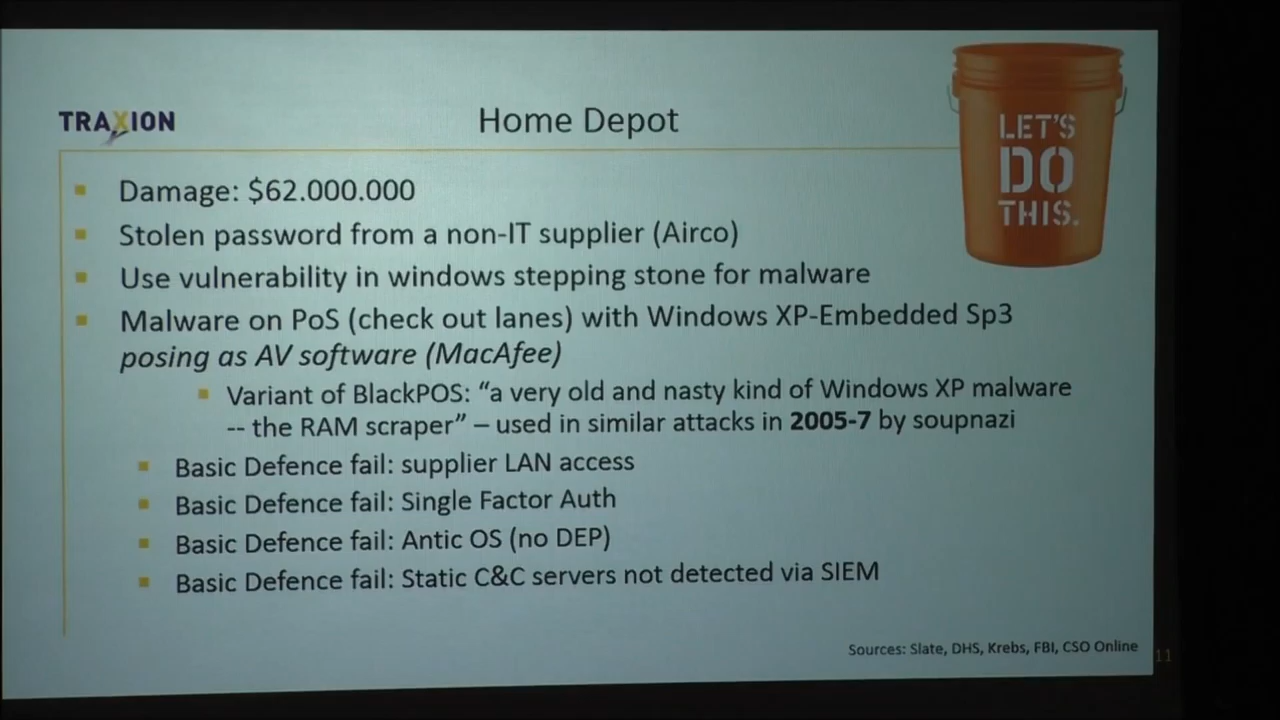 TRAXION
Home Depot
LET'S
DO
THIS.
Damage: $62.000.000
Stolen password from a non-IT supplier (Airco)
Use vulnerability in windows stepping stone for malware
Malware on PoS (check out lanes) with Windows XP-Embedded Sp3
posing as AV software (MacAfee)
Variant of BlackPOS: “a very old and nasty kind of Windows XP malware
-- the RAM scraper” – used in similar attacks in 2005-7 by soupnazi
Basic Defence fail: supplier LAN access
Basic Defence fail: Single Factor Auth
Basic Defence fail: Antic OS (no DEP)
Basic Defence fail: Static C&C servers not detected via SIEM
Sources: Slate, DHS, Krebs, FBI, CSO Online
11